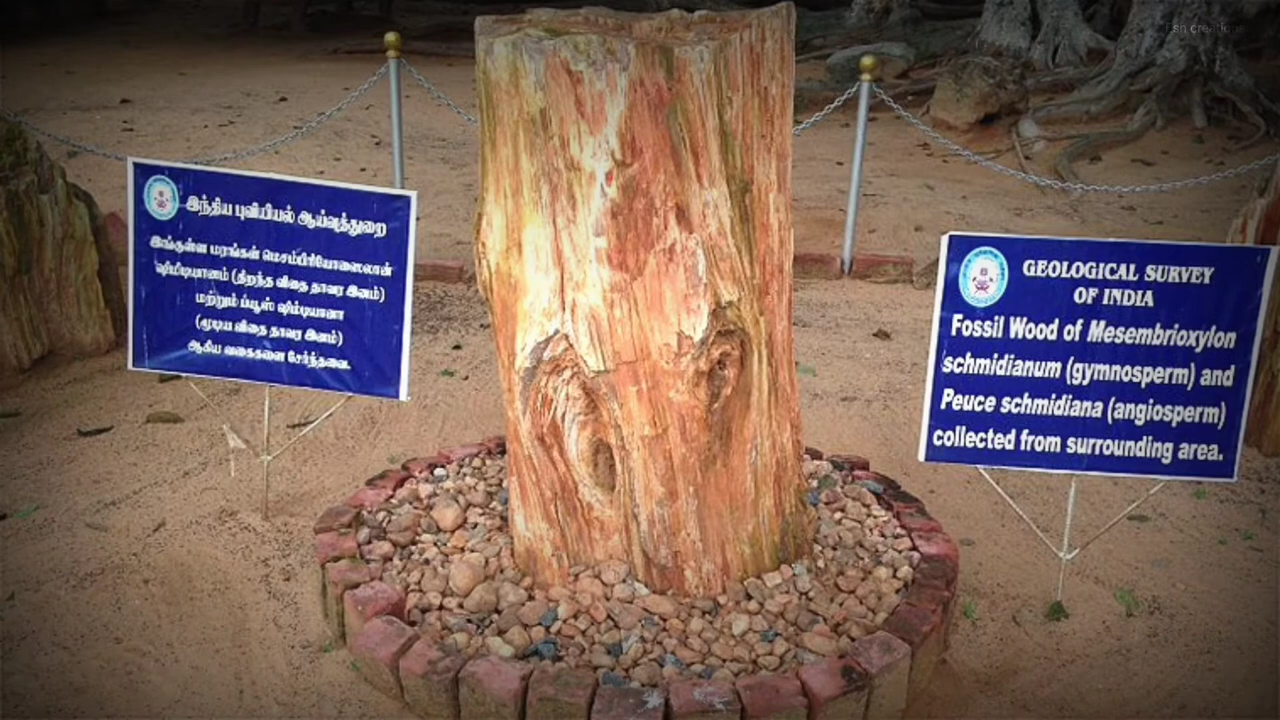 இந்திய புவியியல் ஆய்வுத்துறை
இங்குள்ள மரங்கள் மெசம்பிரியோஸைலான்
ஷிமிடியானம் (திறந்த விதை தாவர இனம்)
மற்றும் ப்யூஸ் ஷிம்டியானா
(மூடிய விதை தாவர இனம்)
ஆகிய வகைகளை சேர்ந்தவை.
GEOLOGICAL SURVEY
OF INDIA
Fossil Wood of Mesembrioxylon
schmidianum (gymnosperm) and
Peuce schmidiana (angiosperm)
collected from surrounding area.